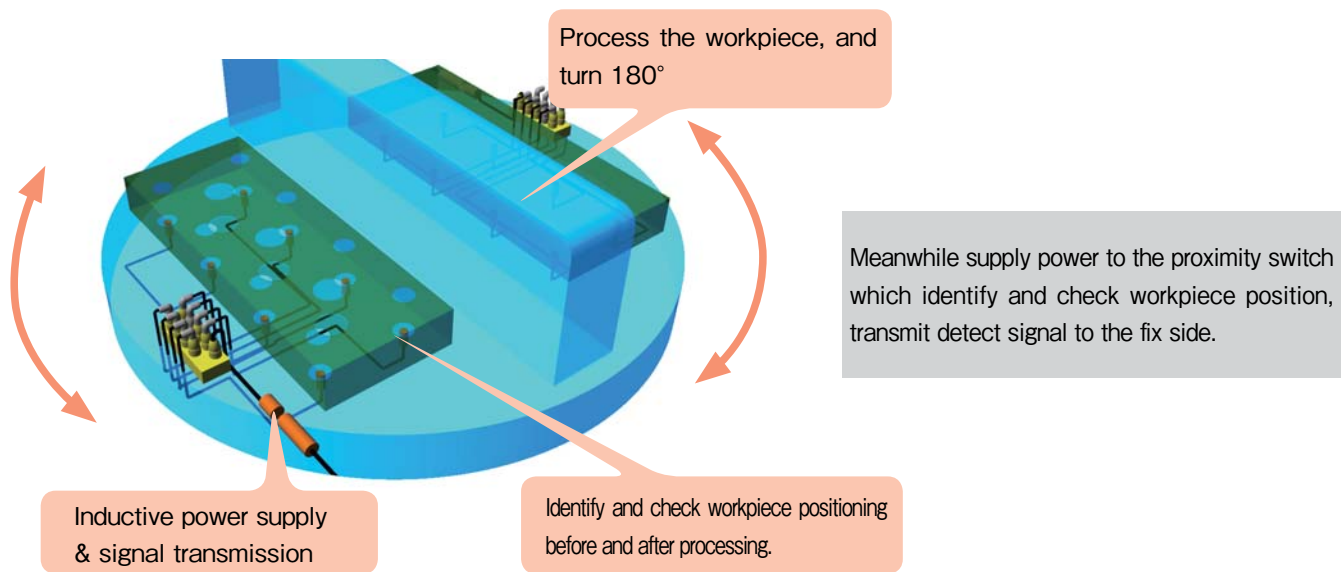 Process the workpiece, and
turn 180°
Meanwhile supply power to the proximity switch
which identify and check workpiece position,
transmit detect signal to the fix side.
Inductive power supply
& signal transmission
Identify and check workpiece positioning
before and after processing.